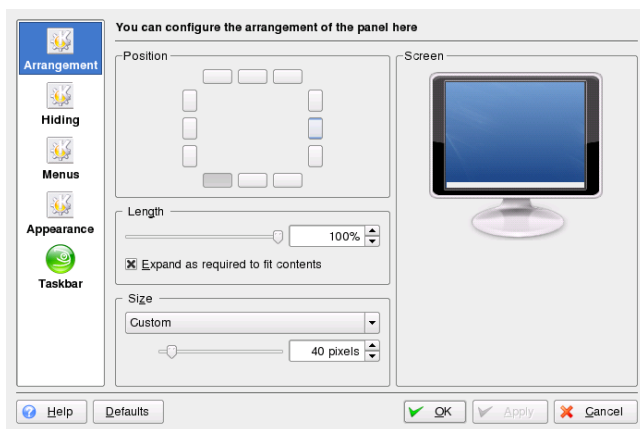 You can configure the arrangement of the panel here
Arrangement
Hiding
Menus
Appearance
Taskbar
Position
Screen
Length
100%
Expand as required to fit contents
Size
Custom
40 pixels
Help
Defaults
OK
Apply
Cancel